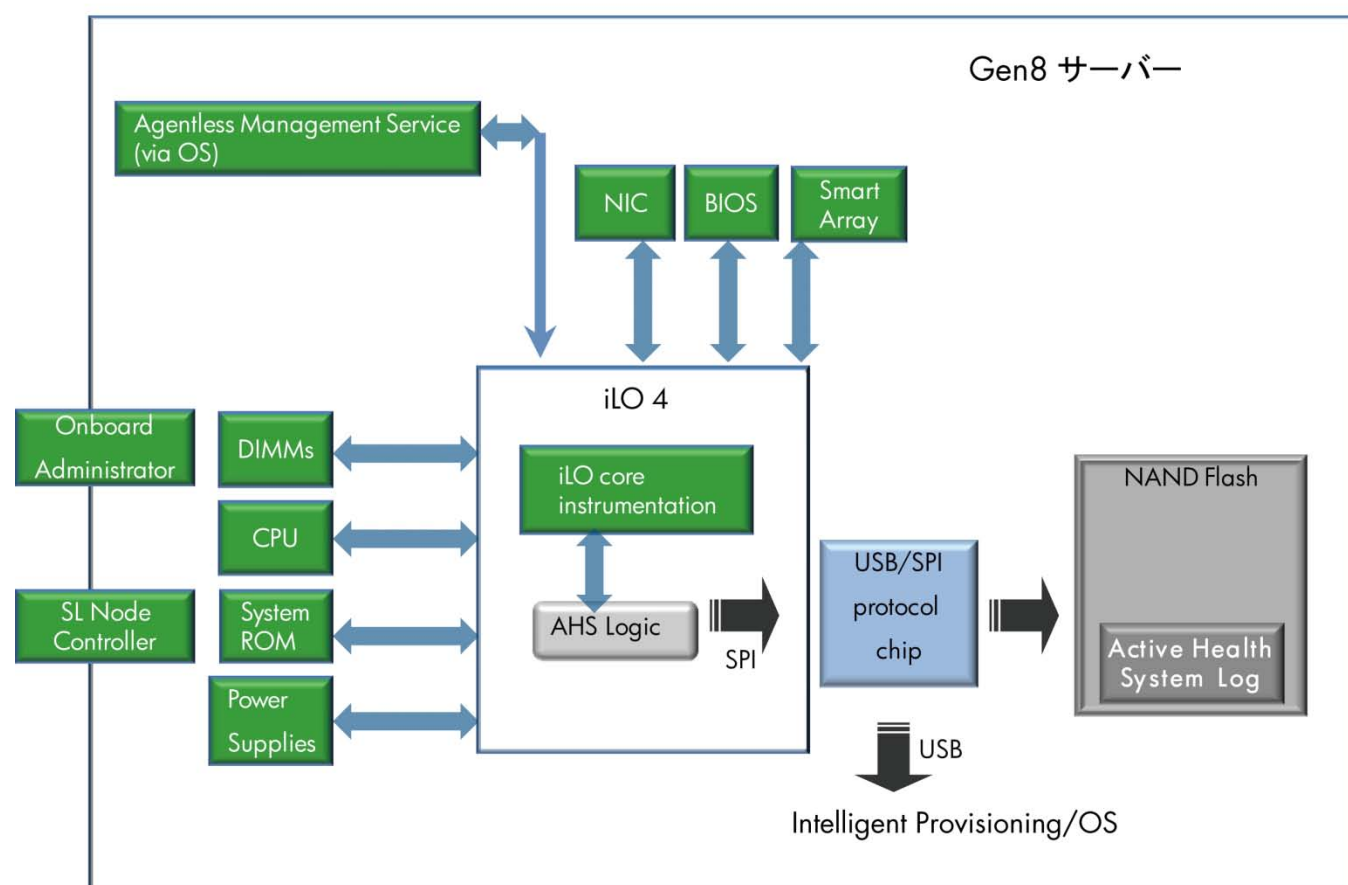 Gen8 サーバー
Agentless Management Service
(via OS)
NIC
BIOS
Smart
Array
iLO 4
Onboard
Administrator
DIMMs
iLO core
instrumentation
NAND Flash
CPU
USB/SPI
protocol
chip
SL Node
Controller
System
ROM
AHS Logic
SPI
Active Health
System Log
Power
Supplies
USB
Intelligent Provisioning/OS